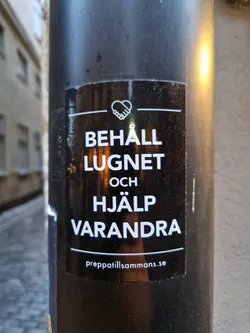 BEHÅLL
LUGNET
OCH
HJÄLP
VARANDRA
preppatillsammans.se